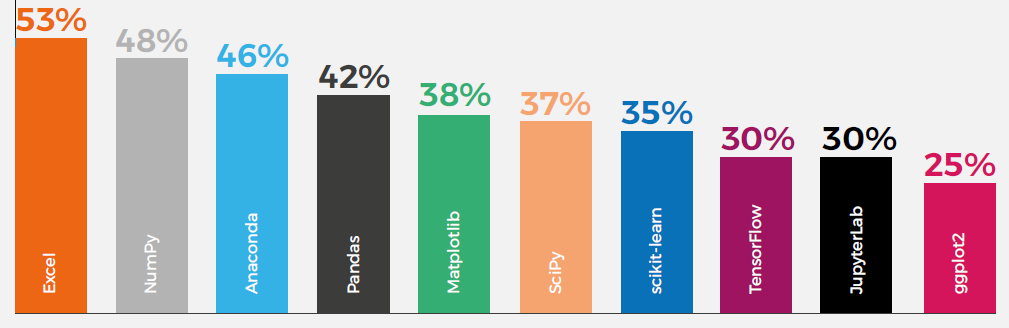 53%
48%
46%
42%
38%
37%
35%
30%
30%
25%
Excel
NumPy
Anaconda
Pandas
Matplotlib
SciPy
scikit-learn
TensorFlow
JupyterLab
ggplot2